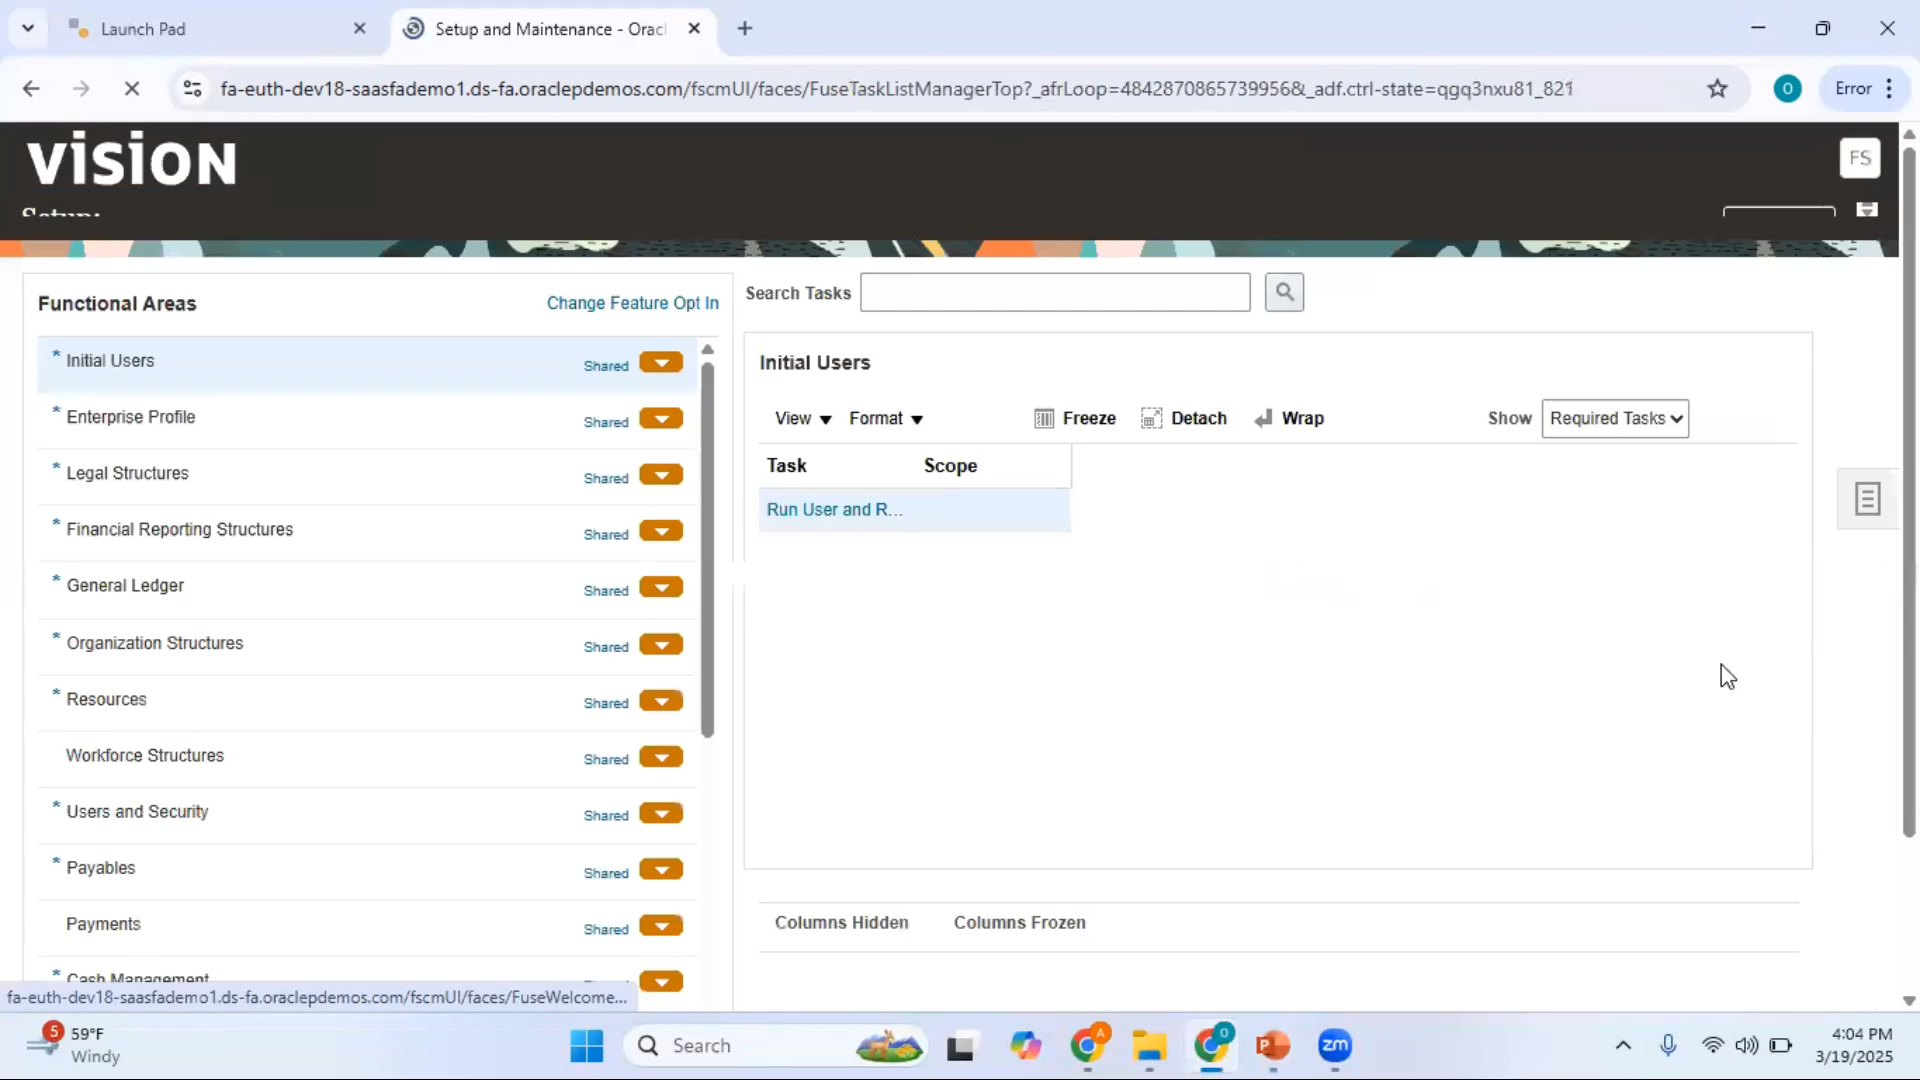 Launch Pad
Setup and Maintenance - Orac
fa-euth-dev18-saasfademo1.ds-fa.oraclepdemos.com/fscmUI/faces/FuseTaskListManagerTop?_afrLoop=48428708657399568&_adf.ctrl-state=qgq3nxu81_821
O
Error
VISION
FS
Setup:
Functional Areas
Change Feature Opt In
* Initial Users Shared
* Enterprise Profile Shared
* Legal Structures Shared
* Financial Reporting Structures Shared
* General Ledger Shared
* Organization Structures Shared
* Resources Shared
Workforce Structures Shared
* Users and Security Shared
* Payables Shared
Payments Shared
* Cash Management
Search Tasks
Initial Users
View Format Freeze Detach Wrap Show Required Tasks
Task Scope
Run User and R...
Columns Hidden Columns Frozen
fa-euth-dev18-saasfademo1.ds-fa.oraclepdemos.com/fscmUI/faces/FuseWelcome...
5
59°F
Windy
Search
A
O
P
zm
4:04 PM
3/19/2025